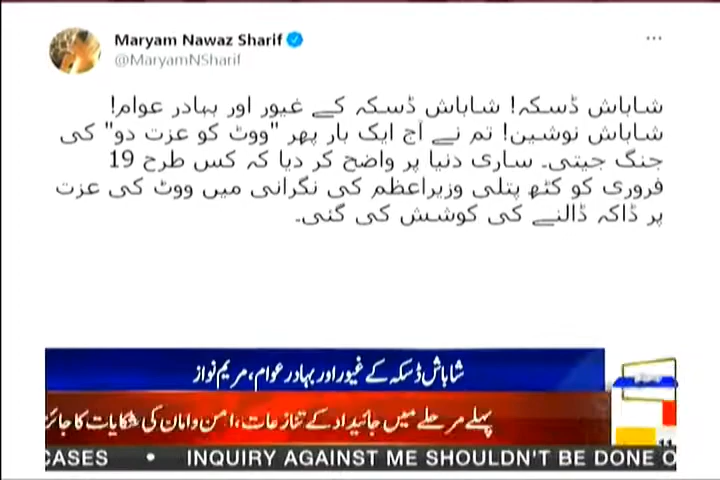 Maryam Nawaz Sharif
@MaryamNSharif
شاباش ڈسکہ! شاباش ڈسکہ کے غیور اور بہادر عوام!
شاباش نوشین! تم نے آج ایک بار پھر "ووٹ کو عزت دو" کی
جنگ جیتی۔ ساری دنیا پر واضح کر دیا کہ کس طرح 19
فروری کو کٹھ پتلی وزیراعظم کی نگرانی میں ووٹ کی عزت
پر ڈاکہ ڈالنے کی کوشش کی گئی۔
شاباش ڈسکہ کے غیور اور بہادر عوام، مریم نواز
پہلے مرحلے میں جائیداد کے تنازعات، امن و امان کی شکایات کا
CASES • INQUIRY AGAINST ME SHOULDN'T BE DONE